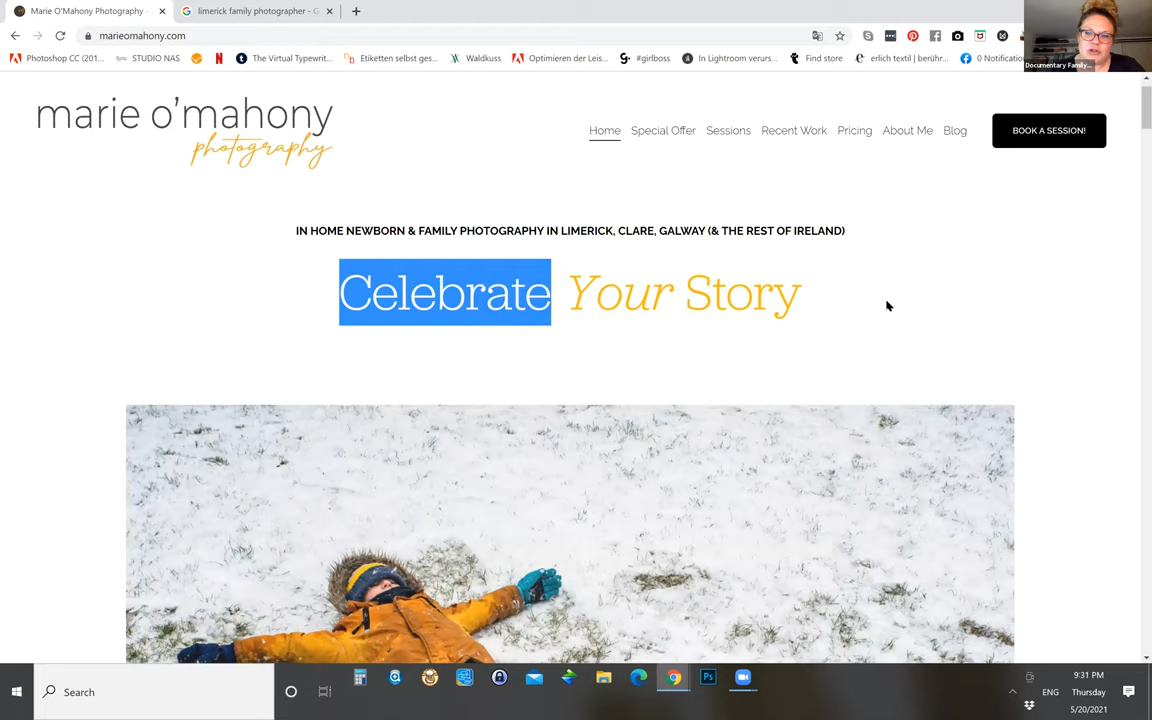 Marie O'Mahony Photography -
limerick family photographer - G
marieomahony.com
Photoshop CC (201...
Sync STUDIO NAS
The Virtual Typewrit...
Etiketten selbst ges...
Waldkuss
Optimieren der Leis...
#girlboss
In Lightroom verurs...
Find store
erlich textil | berühr...
0 Notification
Documentary Family...
marie o'mahony
photography
Home Special Offer Sessions Recent Work Pricing About Me Blog
BOOK A SESSION!
IN HOME NEWBORN & FAMILY PHOTOGRAPHY IN LIMERICK, CLARE, GALWAY (& THE REST OF IRELAND)
Celebrate Your Story
Search
Ps
ENG
9:31 PM
Thursday
5/20/2021